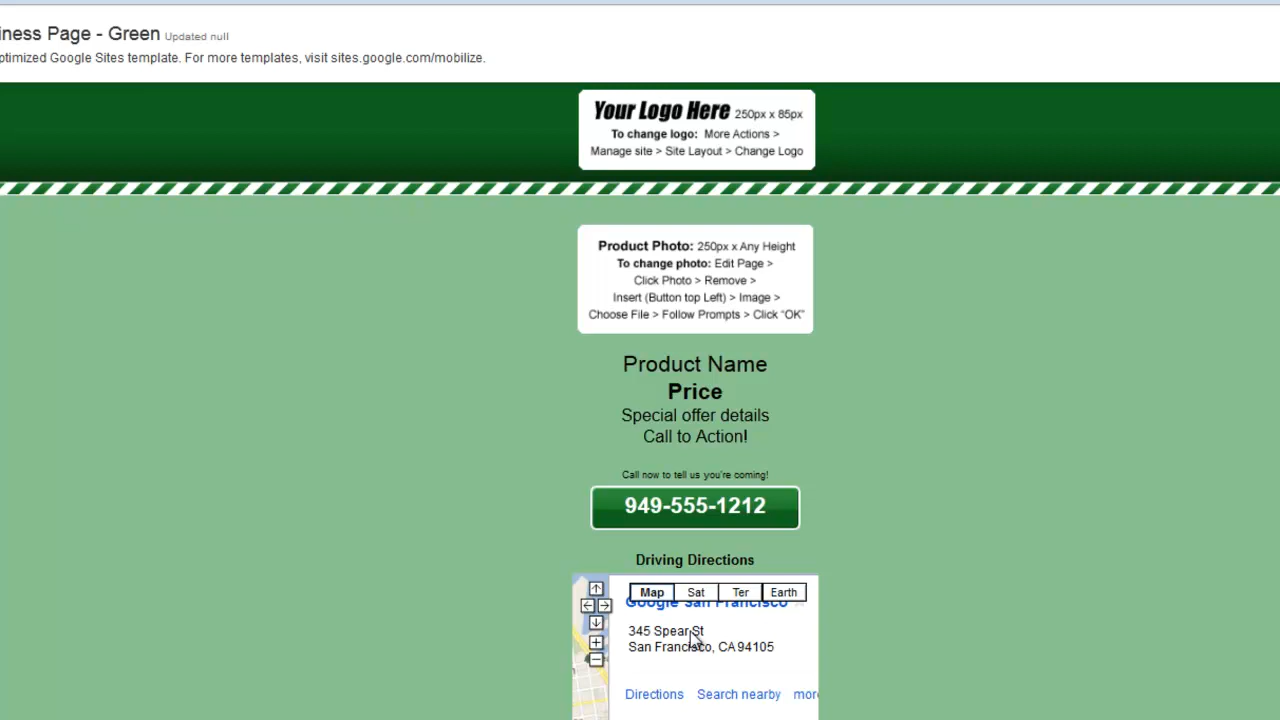 iness Page - Green Updated null
ptimized Google Sites template. For more templates, visit sites.google.com/mobilize.
Your Logo Here 250px x 85px
To change logo: More Actions >
Manage site > Site Layout > Change Logo
Product Photo: 250px x Any Height
To change photo: Edit Page >
Click Photo > Remove >
Insert (Button top Left) > Image >
Choose File > Follow Prompts > Click “OK”
Product Name
Price
Special offer details
Call to Action!
Call now to tell us you're coming!
949-555-1212
Driving Directions
Map Sat Ter Earth
Google San Francisco
345 Spear St
San Francisco, CA 94105
Directions Search nearby more